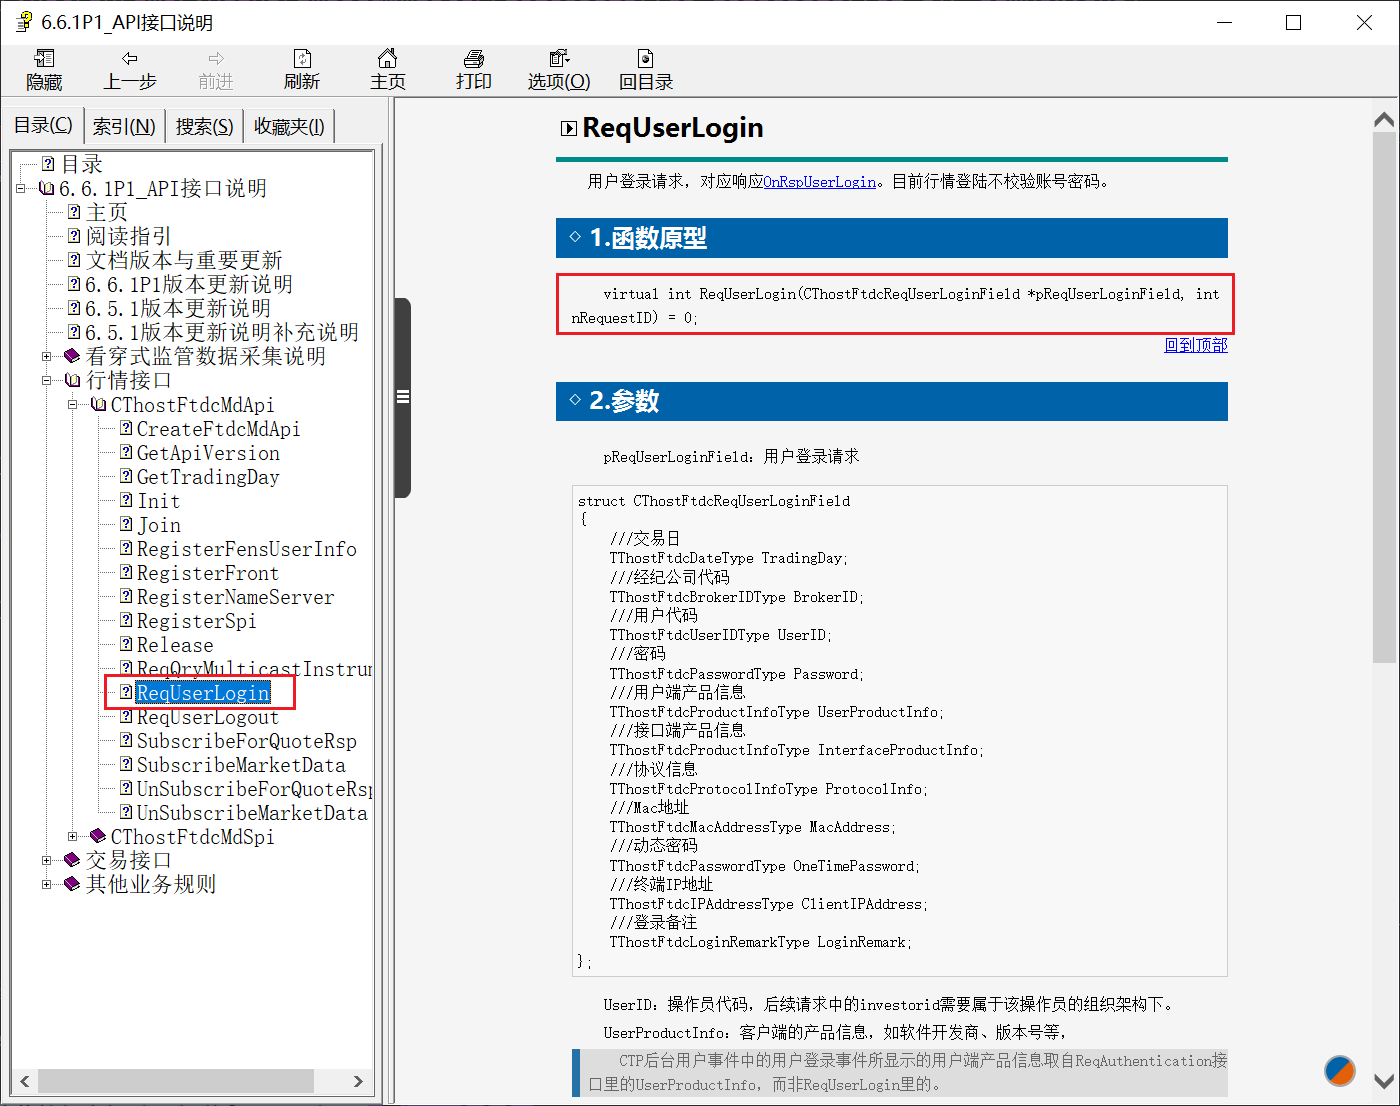 6.6.1P1_API接口说明
隐藏 上一步 前进 刷新 主页 打印 选项(O) 回目录
目录(C) 索引(N) 搜索(S) 收藏夹(I)
目录
6.6.1P1_API接口说明
主页
阅读指引
文档版本与重要更新
6.6.1P1版本更新说明
6.5.1版本更新说明
6.5.1版本更新说明补充说明
看穿式监管数据采集说明
行情接口
CThostFtdcMdApi
CreateFtdcMdApi
GetApiVersion
GetTradingDay
Init
Join
RegisterFensUserInfo
RegisterFront
RegisterNameServer
RegisterSpi
Release
ReqQryMulticastInstrum
ReqUserLogin
ReqUserLogout
SubscribeForQuoteRsp
SubscribeMarketData
UnSubscribeForQuoteRsp
UnSubscribeMarketData
CThostFtdcMdSpi
交易接口
其他业务规则
ReqUserLogin
用户登录请求，对应响应OnRspUserLogin。目前行情登陆不校验账号密码。
◇ 1.函数原型
virtual int ReqUserLogin(CThostFtdcReqUserLoginField *pReqUserLoginField, int
nRequestID) = 0;
回到顶部
◇ 2.参数
pReqUserLoginField：用户登录请求
struct CThostFtdcReqUserLoginField
{
///交易日
TThostFtdcDateType TradingDay;
///经纪公司代码
TThostFtdcBrokerIDType BrokerID;
///用户代码
TThostFtdcUserIDType UserID;
///密码
TThostFtdcPasswordType Password;
///用户端产品信息
TThostFtdcProductInfoType UserProductInfo;
///接口端产品信息
TThostFtdcProductInfoType InterfaceProductInfo;
///协议信息
TThostFtdcProtocolInfoType ProtocolInfo;
///Mac地址
TThostFtdcMacAddressType MacAddress;
///动态密码
TThostFtdcPasswordType OneTimePassword;
///终端IP地址
TThostFtdcIPAddressType ClientIPAddress;
///登录备注
TThostFtdcLoginRemarkType LoginRemark;
};
UserID：操作员代码，后续请求中的investorid需要属于该操作员的组织架构下。
UserProductInfo：客户端的产品信息，如软件开发商、版本号等，
CTP后台用户事件中的用户登录事件所显示的用户端产品信息取自ReqAuthentication接
口里的UserProductInfo，而非ReqUserLogin里的。